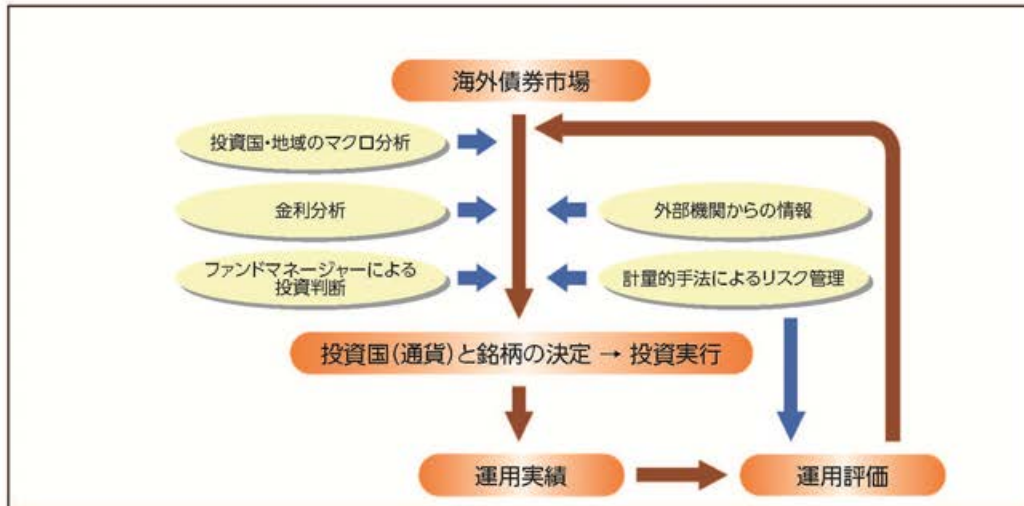 海外債券市場
投資国・地域のマクロ分析
金利分析
外部機関からの情報
ファンドマネージャーによる
投資判断
計量的手法によるリスク管理
投資国(通貨)と銘柄の決定 → 投資実行
運用実績
運用評価